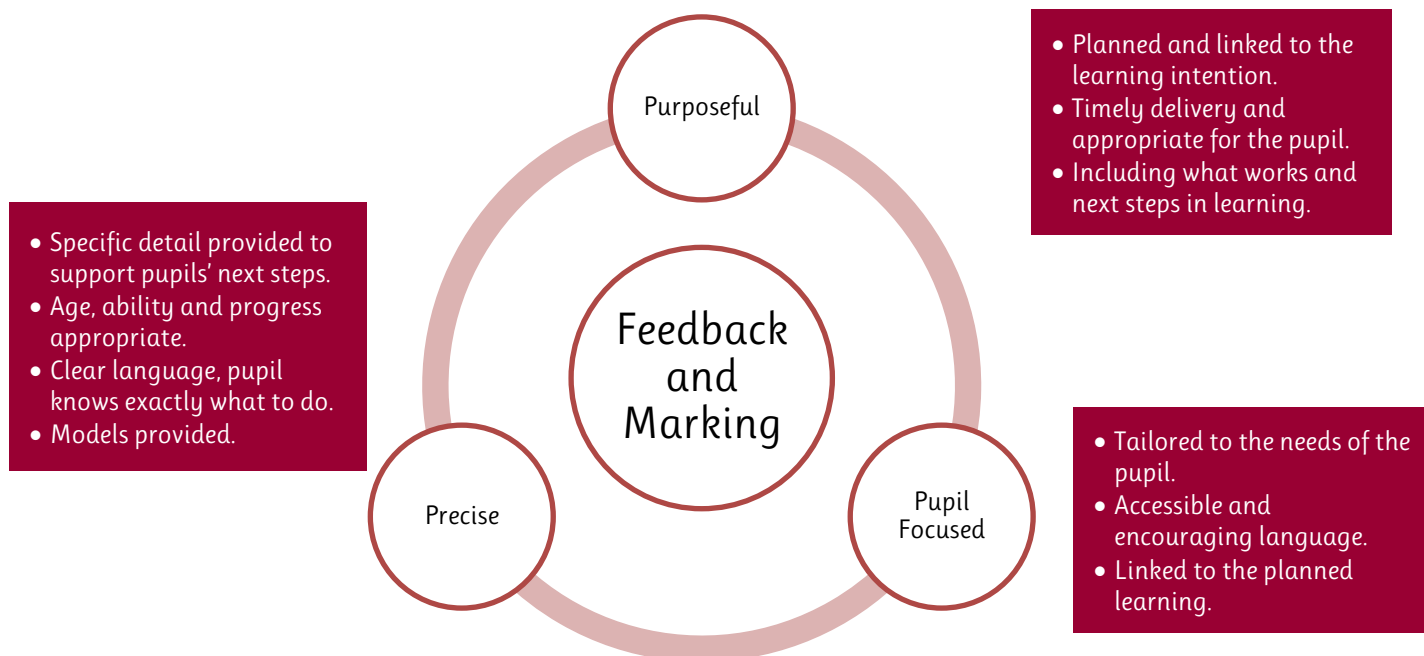 Purposeful
• Planned and linked to the
learning intention.
• Timely delivery and
appropriate for the pupil.
• Including what works and
next steps in learning.
• Specific detail provided to
support pupils’ next steps.
• Age, ability and progress
appropriate.
• Clear language, pupil
knows exactly what to do.
• Models provided.
Feedback
and
Marking
Precise
Pupil
Focused
• Tailored to the needs of the
pupil.
• Accessible and
encouraging language.
• Linked to the planned
learning.